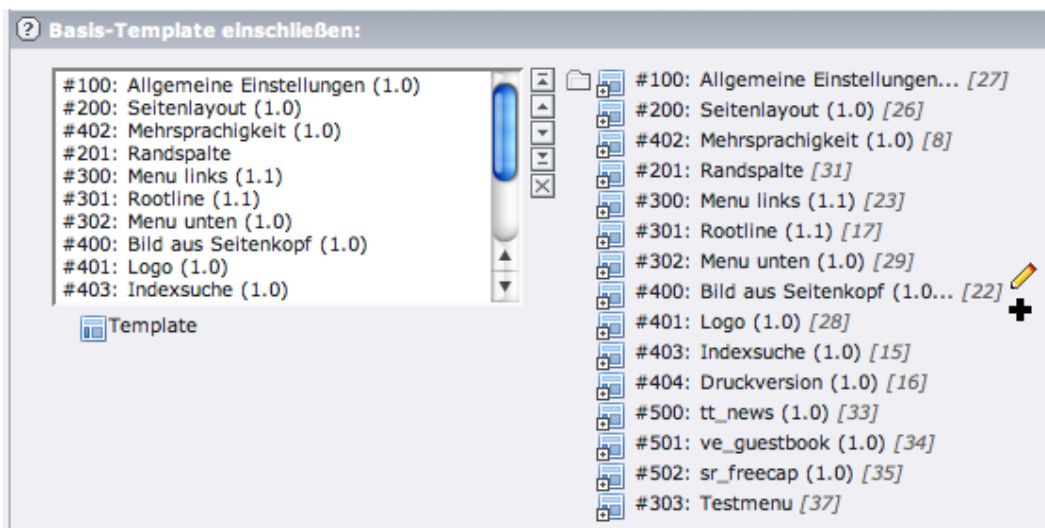 Basis-Template einschließen:
#100: Allgemeine Einstellungen (1.0)
#200: Seitenlayout (1.0)
#402: Mehrsprachigkeit (1.0)
#201: Randspalte
#300: Menu links (1.1)
#301: Rootline (1.1)
#302: Menu unten (1.0)
#400: Bild aus Seitenkopf (1.0)
#401: Logo (1.0)
#403: Indexsuche (1.0)
Template
#100: Allgemeine Einstellungen... [27]
#200: Seitenlayout (1.0) [26]
#402: Mehrsprachigkeit (1.0) [8]
#201: Randspalte [31]
#300: Menu links (1.1) [23]
#301: Rootline (1.1) [17]
#302: Menu unten (1.0) [29]
#400: Bild aus Seitenkopf (1.0... [22]
#401: Logo (1.0) [28]
#403: Indexsuche (1.0) [15]
#404: Druckversion (1.0) [16]
#500: tt_news (1.0) [33]
#501: ve_guestbook (1.0) [34]
#502: sr_freecap (1.0) [35]
#303: Testmenu [37]